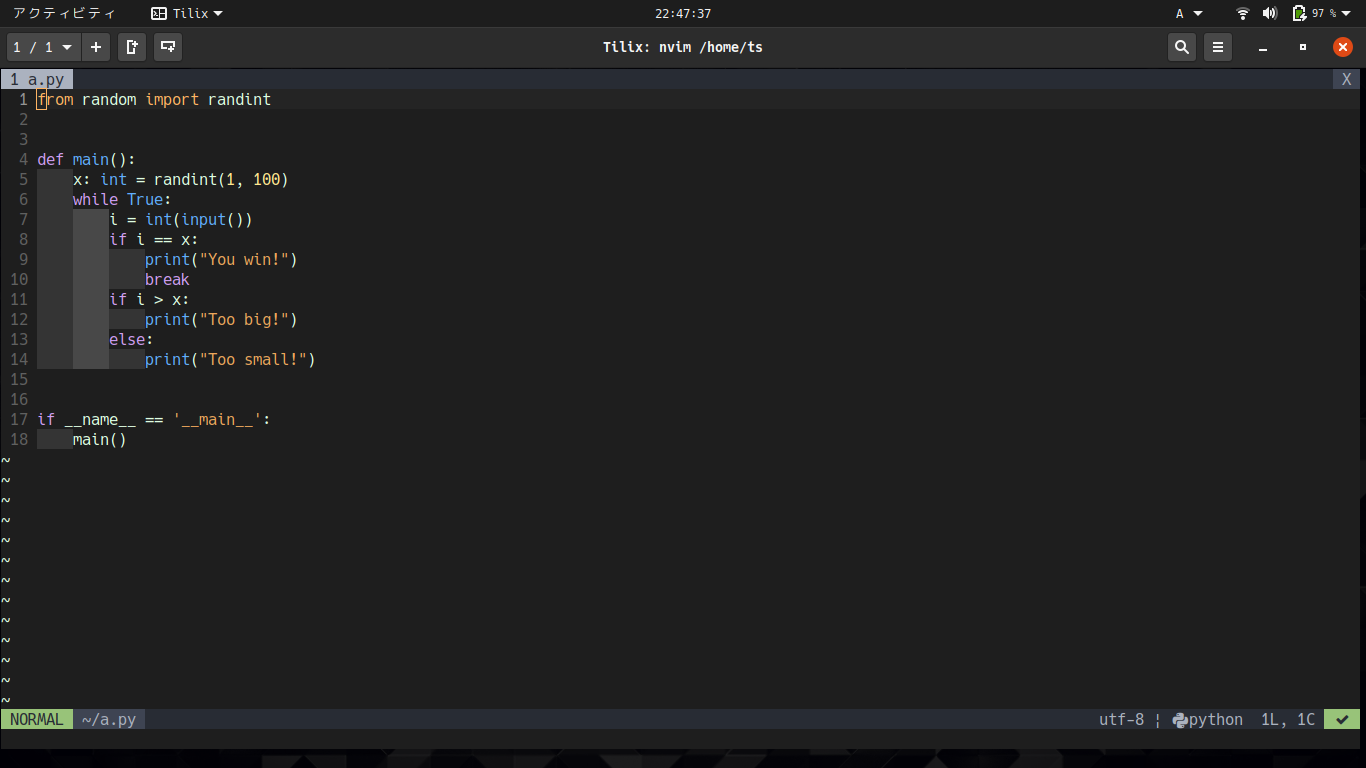 アクティビティ Tilix 22:47:37 A 97 %
1 / 1 Tilix: nvim /home/ts
1 a.py X
1 from random import randint
2
3
4 def main():
5     x: int = randint(1, 100)
6     while True:
7         i = int(input())
8         if i == x:
9             print("You win!")
10             break
11         if i > x:
12             print("Too big!")
13         else:
14             print("Too small!")
15
16
17 if __name__ == '__main__':
18     main()
~
~
~
~
~
~
~
~
~
~
~
~
~
NORMAL ~/a.py utf-8 ¦ python 1L, 1C